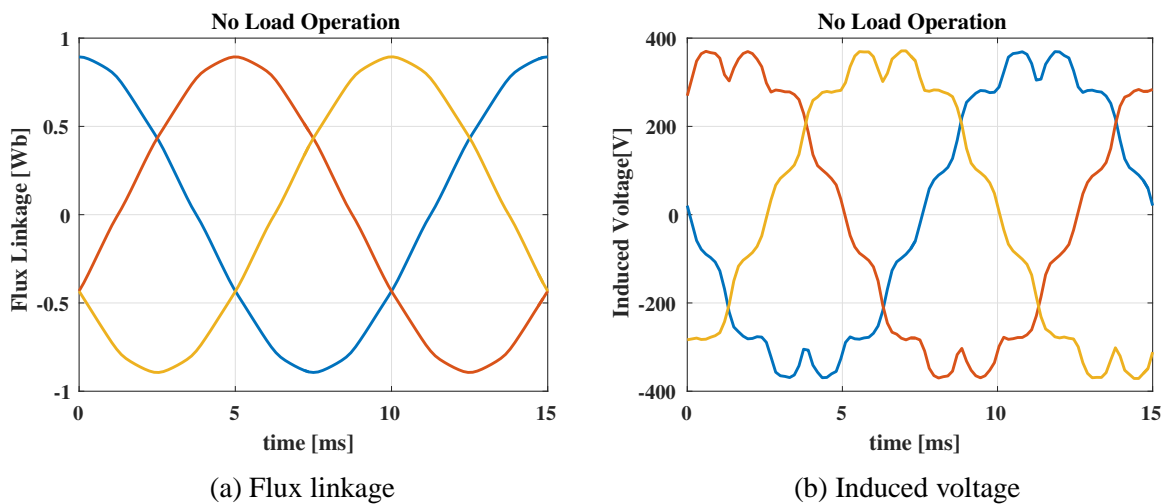 No Load Operation
1
0.5
0
-0.5
-1
Flux Linkage [Wb]
0
5
10
15
time [ms]
(a) Flux linkage
No Load Operation
400
200
0
-200
-400
Induced Voltage[V]
0
5
10
15
time [ms]
(b) Induced voltage